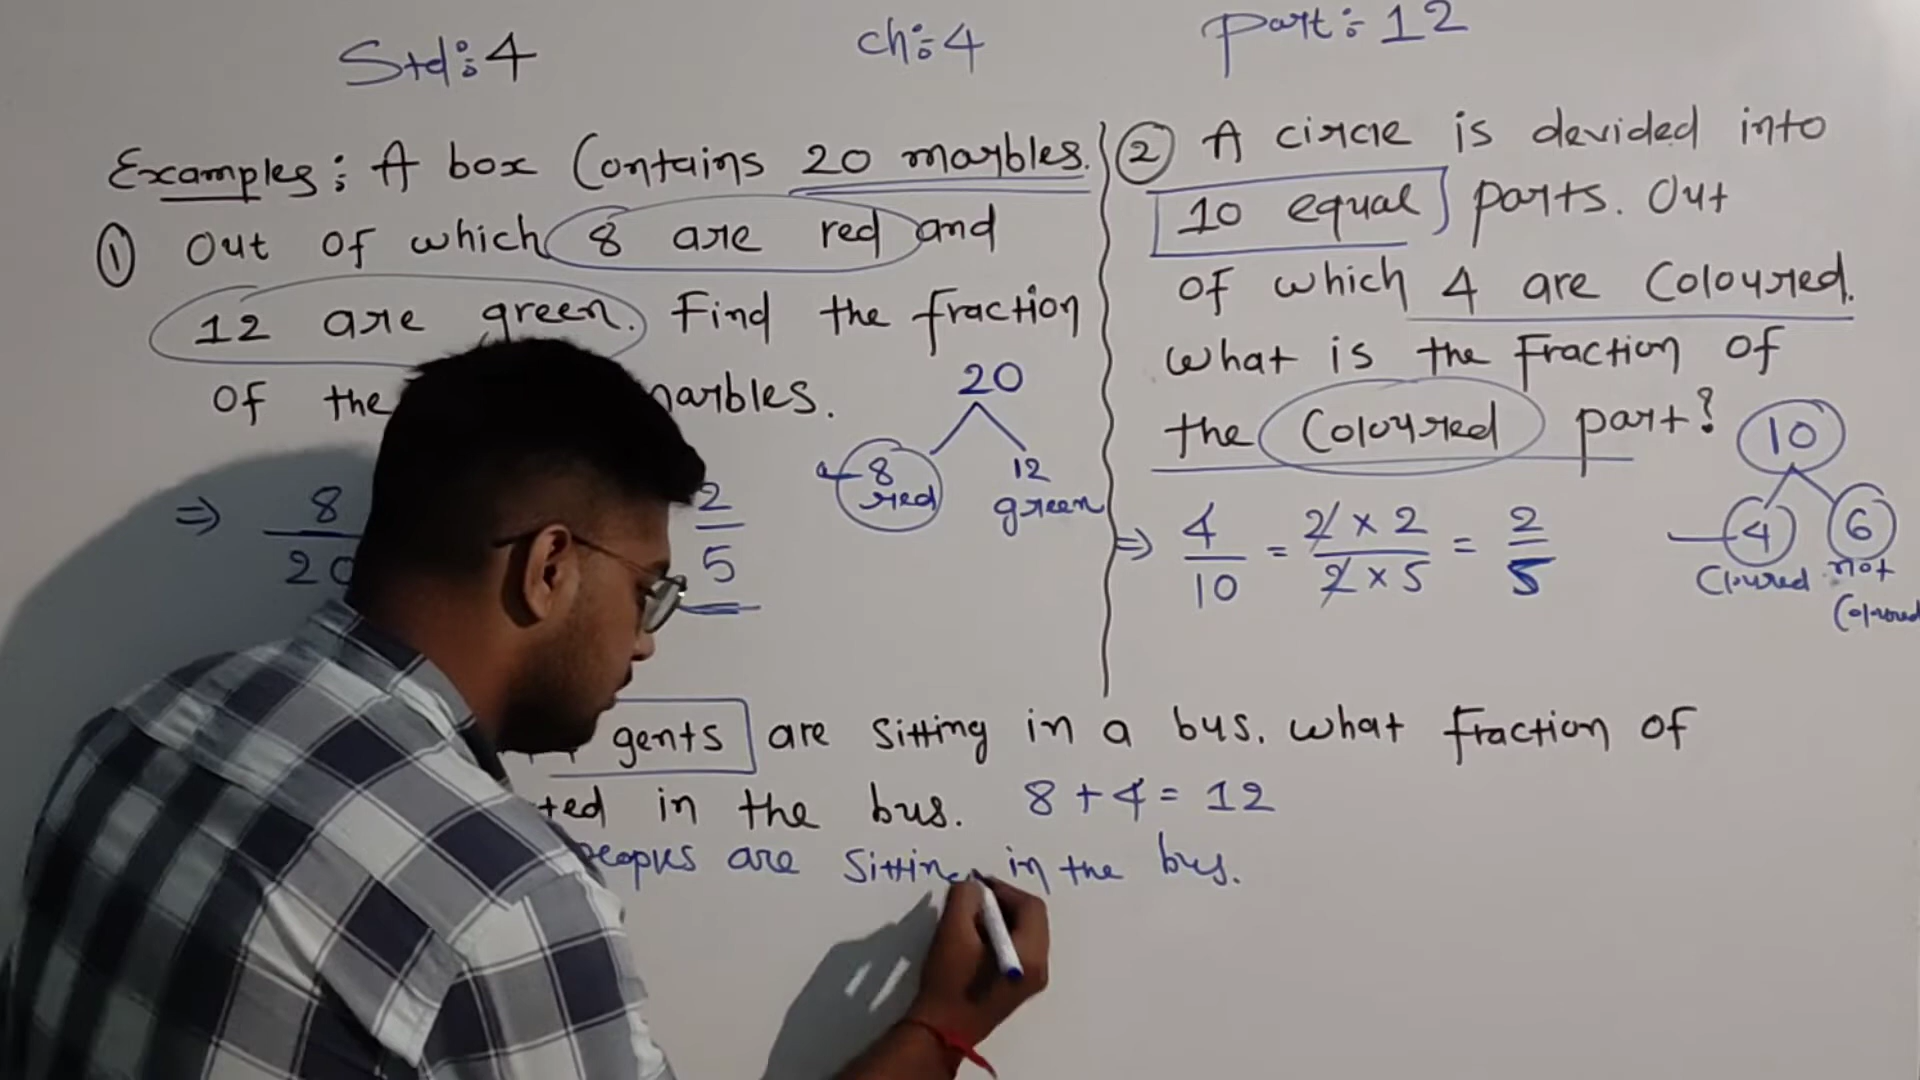 Std:4 ch:4 part:12
Examples: A box Contains 20 marbles.
① Out of which 8 are red and
12 are green. Find the fraction
of the marbles.
20
8 12
red green
⇒ 8/20 2/5
② A circle is devided into
10 equal parts. Out
of which 4 are Coloured.
What is the fraction of
the Coloured part?
10
4 6
Cloured not
Coloured
⇒ 4/10 = 2 x 2/2 x 5 = 2/5
gents are sitting in a bus. what fraction of
in the bus. 8 + 4 = 12
are sitting in the bus.